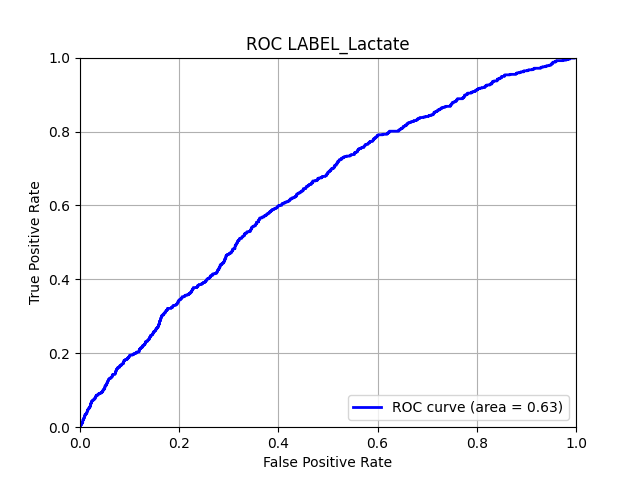 ROC LABEL_Lactate
1.0
0.8
0.6
0.4
0.2
0.0
True Positive Rate
ROC curve (area = 0.63)
0.0 0.2 0.4 0.6 0.8 1.0
False Positive Rate